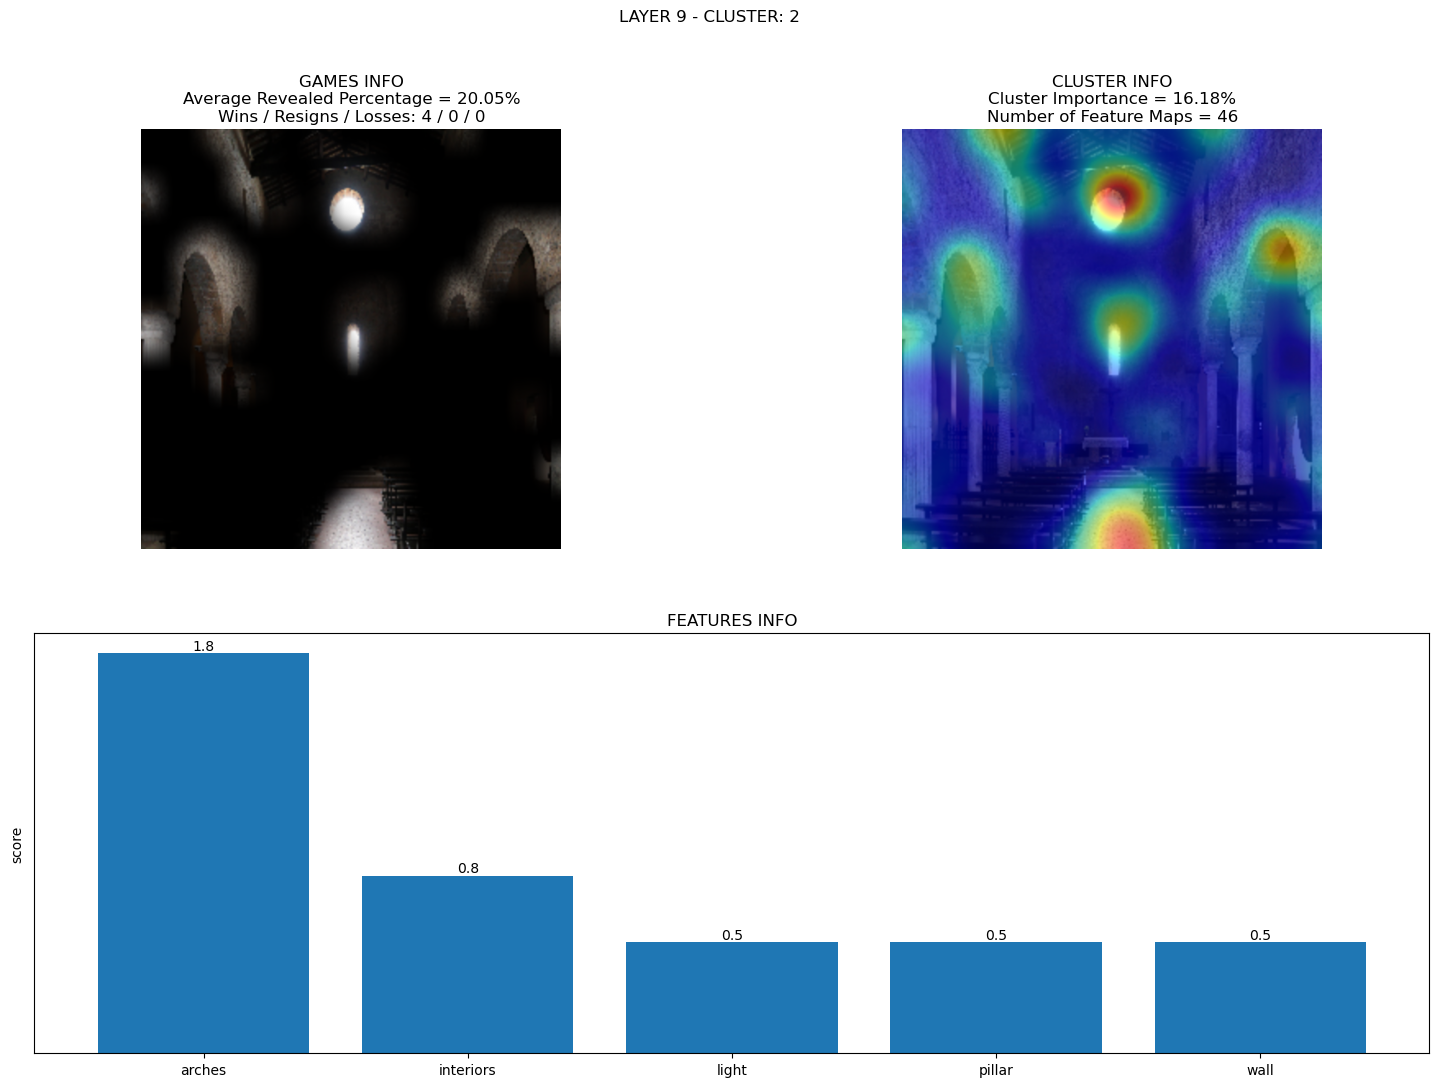 LAYER 9 - CLUSTER: 2
GAMES INFO
Average Revealed Percentage = 20.05%
Wins / Resigns / Losses: 4 / 0 / 0
CLUSTER INFO
Cluster Importance = 16.18%
Number of Feature Maps = 46
FEATURES INFO
score
1.8
0.8
0.5
0.5
0.5
arches
interiors
light
pillar
wall